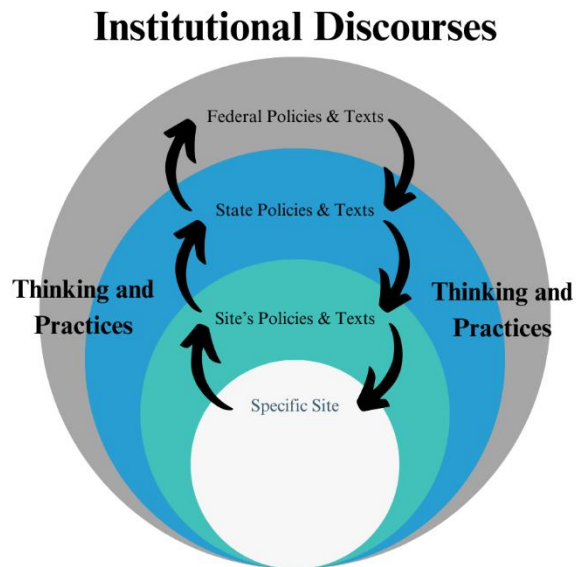 Institutional Discourses
Federal Policies & Texts
State Policies & Texts
Thinking and
Practices
Thinking and
Practices
Site's Policies & Texts
Specific Site